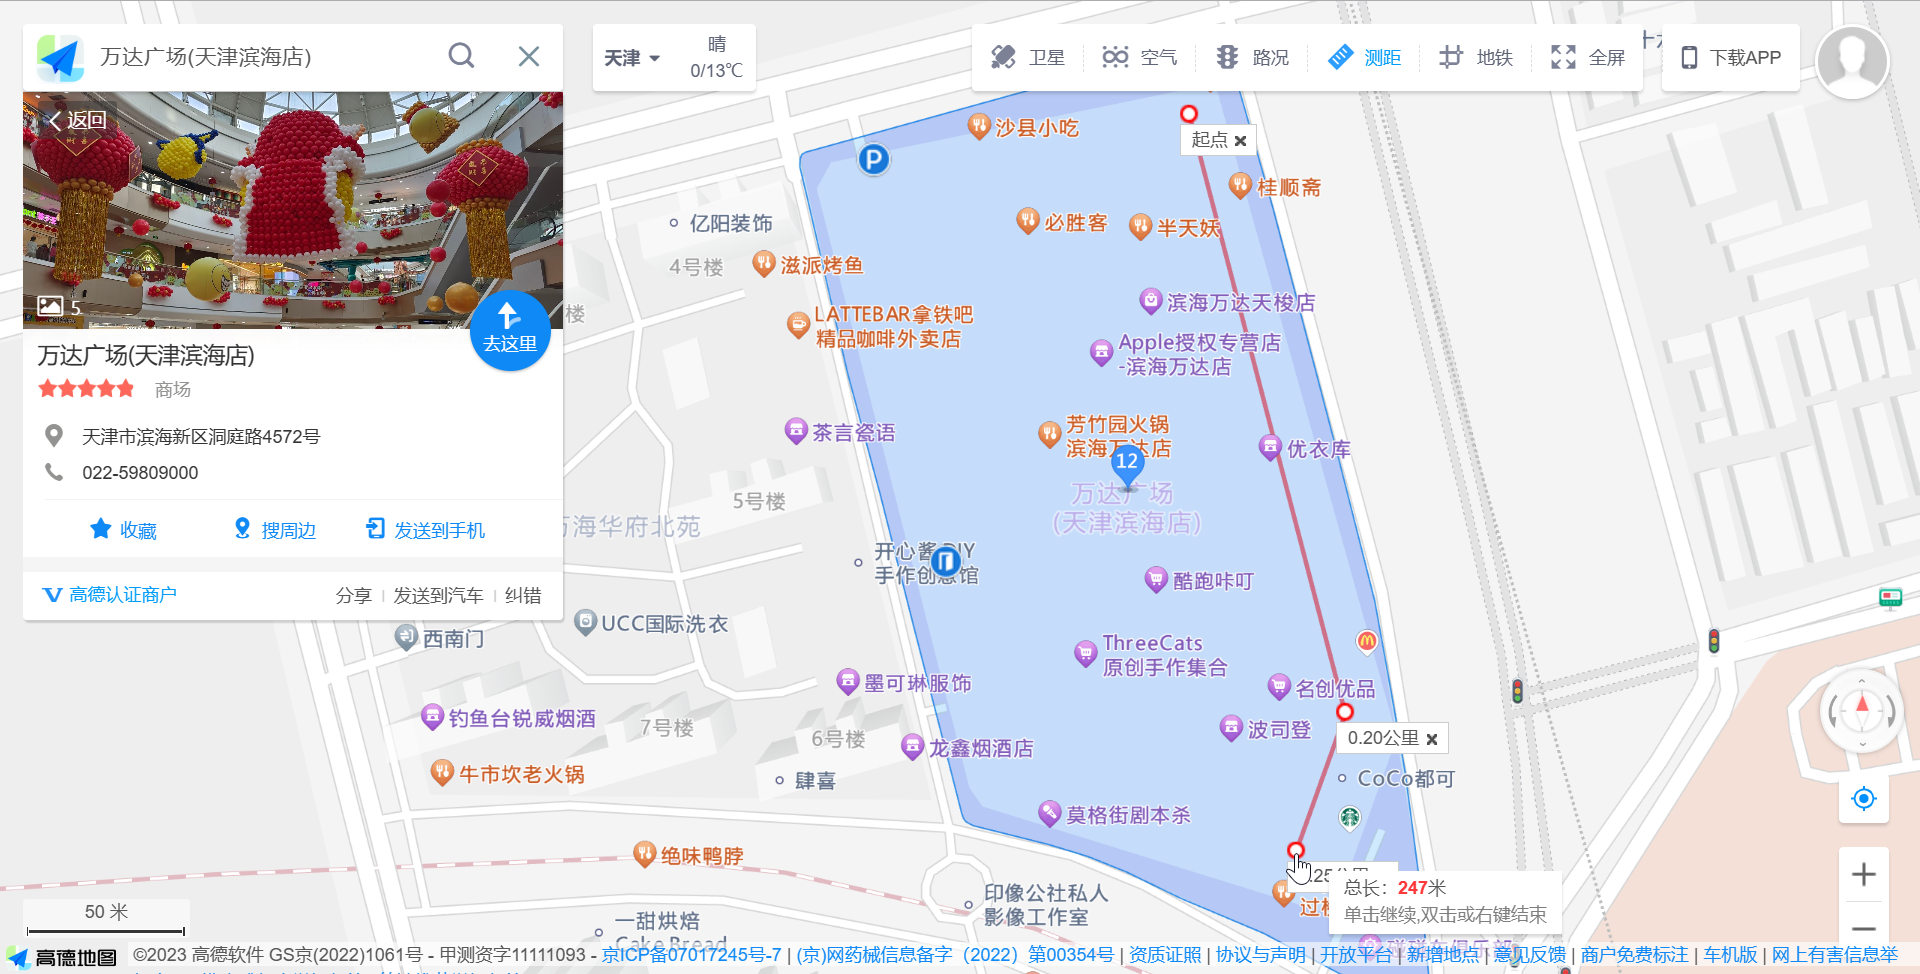 万达广场(天津滨海店)
天津
晴
0/13℃
卫星
空气
路况
测距
地铁
全屏
下载APP
返回
5
去这里
万达广场(天津滨海店)
商场
天津市滨海新区洞庭路4572号
022-59809000
收藏
搜周边
发送到手机
高德认证商户
分享
发送到汽车
纠错
P
沙县小吃
起点
桂顺斋
必胜客
半天妖
亿阳装饰
4号楼
滋派烤鱼
楼
LATTEBAR拿铁吧
精品咖啡外卖店
滨海万达天梭店
Apple授权专营店
-滨海万达店
茶言瓷语
芳竹园火锅
滨海万达店
12
优衣库
万达广场
(天津滨海店)
5号楼
海华府北苑
开心酱DIY
手作创意馆
酷跑咔叮
UCC国际洗衣
西南门
ThreeCats
原创手作集合
墨可琳服饰
名创优品
钓鱼台锐威烟酒
7号楼
6号楼
波司登
0.20公里
龙鑫烟酒店
牛市坎老火锅
肆喜
CoCo都可
莫格街剧本杀
绝味鸭脖
总长：247米
单击继续,双击或右键结束
印像公社私人
影像工作室
50 米
一甜烘焙
Cake Bread
高德地图
©2023 高德软件 GS京(2022)1061号 - 甲测资字11111093 - 京ICP备07017245号-7 | (京)网药械信息备字（2022）第00354号 | 资质证照 | 协议与声明 | 开放平台 | 新增地点 | 意见反馈 | 商户免费标注 | 车机版 | 网上有害信息举